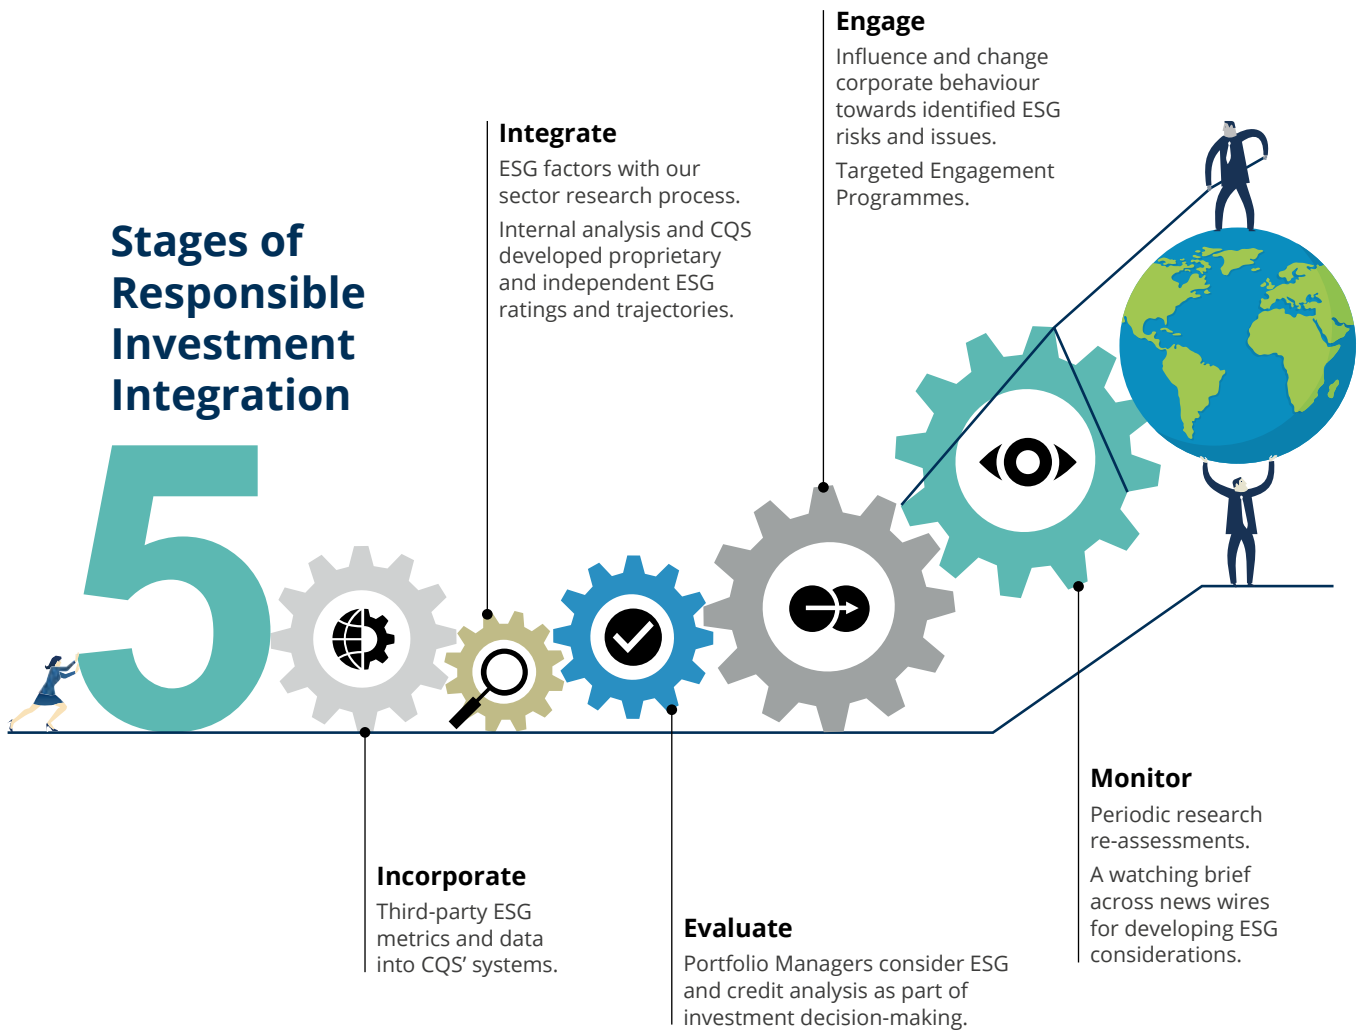 Stages of
Responsible
Investment
Integration
5
Incorporate
Third-party ESG
metrics and data
into CQS’ systems.
Integrate
ESG factors with our
sector research process.
Internal analysis and CQS
developed proprietary
and independent ESG
ratings and trajectories.
Evaluate
Portfolio Managers consider ESG
and credit analysis as part of
investment decision-making.
Engage
Influence and change
corporate behaviour
towards identified ESG
risks and issues.
Targeted Engagement
Programmes.
Monitor
Periodic research
re-assessments.
A watching brief
across news wires
for developing ESG
considerations.